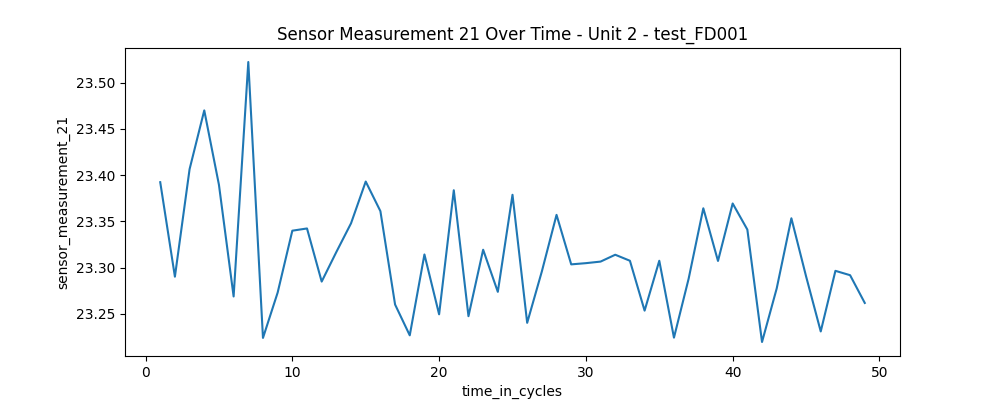 Sensor Measurement 21 Over Time - Unit 2 - test_FD001
sensor_measurement_21
23.50
23.45
23.40
23.35
23.30
23.25
0 10 20 30 40 50
time_in_cycles